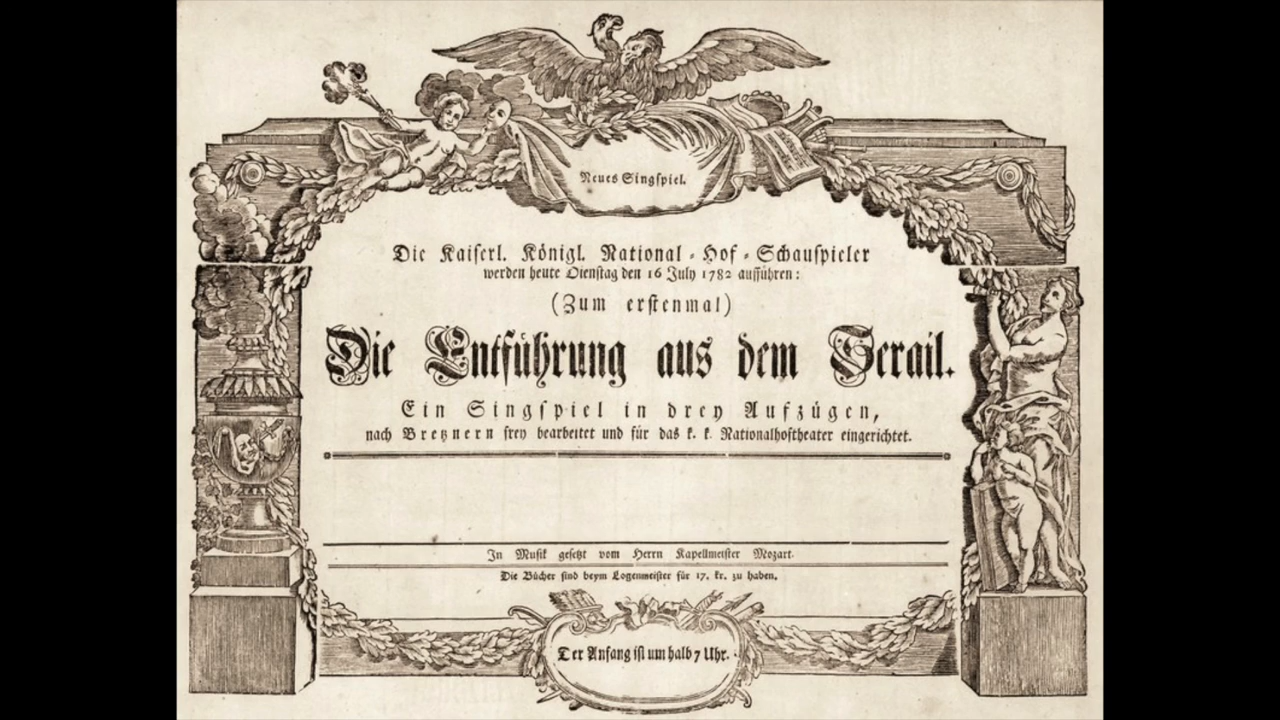 Neues Singſpiel.
Die Kaiſerl. Königl. National-Hof-Schauſpieler
werden heute Dienſtag den 16 July 1782 aufführen:
(Zum erſtenmal)
Die Entführung aus dem Serail.
Ein Singſpiel in drey Aufzügen,
nach Bretznern frey bearbeitet und für das k. k. Nationalhoftheater eingerichtet.
In Muſik geſetzt vom Herrn Kapellmeiſter Mozart.
Die Bücher ſind beym Logenmeiſter für 17. kr. zu haben.
Der Anfang iſt um halb 7 Uhr.